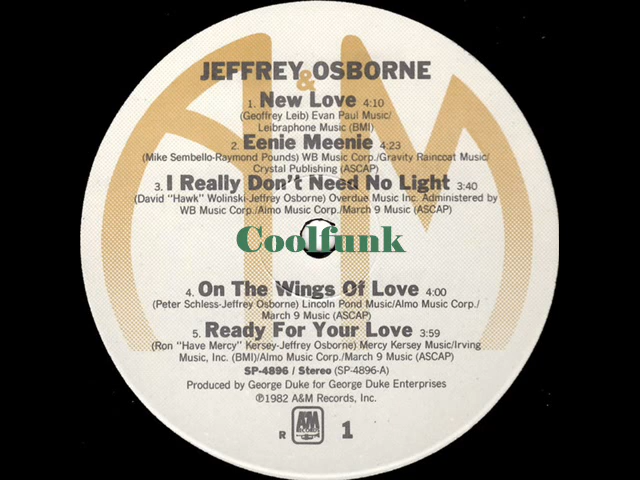 JEFFREY OSBORNE
&
1. New Love 4:10
(Geoffrey Leib) Evan Paul Music/
Leibraphone Music (BMI)
2. Eenie Meenie 4:23
(Mike Sembello-Raymond Pounds) WB Music Corp./Gravity Raincoat Music/
Crystal Publishing (ASCAP)
3. I Really Don't Need No Light 3:40
(David "Hawk" Wolinski-Jeffrey Osborne) Overdue Music Inc. Administered by
WB Music Corp./Almo Music Corp./March 9 Music (ASCAP)
Coolfunk
4. On The Wings Of Love 4:00
(Peter Schless-Jeffrey Osborne) Lincoln Pond Music/Almo Music Corp./
March 9 Music (ASCAP)
5. Ready For Your Love 3:59
(Ron "Have Mercy" Kersey-Jeffrey Osborne) Mercy Kersey Music/Irving
Music, Inc. (BMI)/Almo Music Corp./March 9 Music (ASCAP)
SP-4896 / Stereo (SP-4896-A)
Produced by George Duke for George Duke Enterprises
℗1982 A&M Records, Inc.
R A&M RECORDS 1